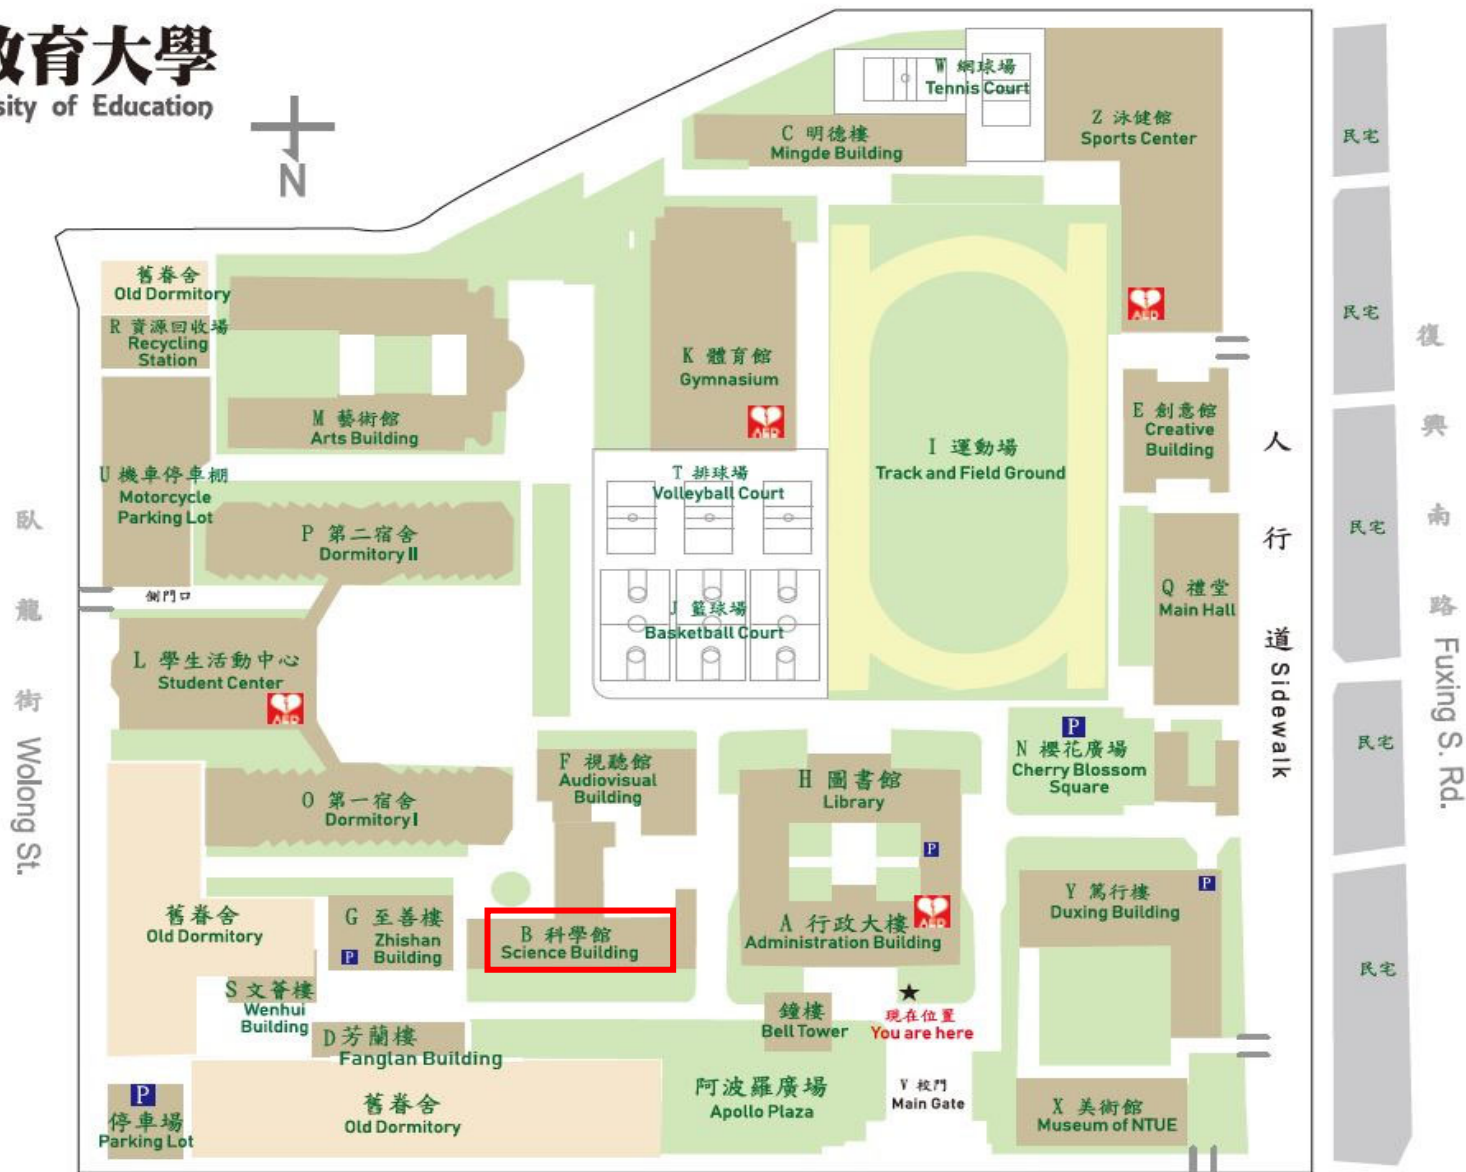 教育大學
sity of Education
N
W 網球場
Tennis Court
C 明德樓
Mingde Building
Z 泳健館
Sports Center
民宅
舊眷舍
Old Dormitory
R 資源回收場
Recycling
Station
M 藝術館
Arts Building
K 體育館
Gymnasium
AED
AED
民宅
I 運動場
Track and Field Ground
E 創意館
Creative
Building
U 機車停車棚
Motorcycle
Parking Lot
T 排球場
Volleyball Court
P 第二宿舍
Dormitory II
民宅
側門口
J 籃球場
Basketball Court
Q 禮堂
Main Hall
L 學生活動中心
Student Center
AED
人行道 Sidewalk
復興南路 Fuxing S. Rd.
臥龍街 Wolong St.
P
N 櫻花廣場
Cherry Blossom
Square
民宅
F 視聽館
Audiovisual
Building
H 圖書館
Library
P
O 第一宿舍
Dormitory I
舊眷舍
Old Dormitory
G 至善樓
Zhishan
P Building
B 科學館
Science Building
A 行政大樓
Administration Building
AED
Y 篤行樓
Duxing Building
P
民宅
S 文薈樓
Wenhui
Building
鐘樓
Bell Tower
現在位置
You are here
D 芳蘭樓
Fanglan Building
P
停車場
Parking Lot
舊眷舍
Old Dormitory
阿波羅廣場
Apollo Plaza
V 校門
Main Gate
X 美術館
Museum of NTUE